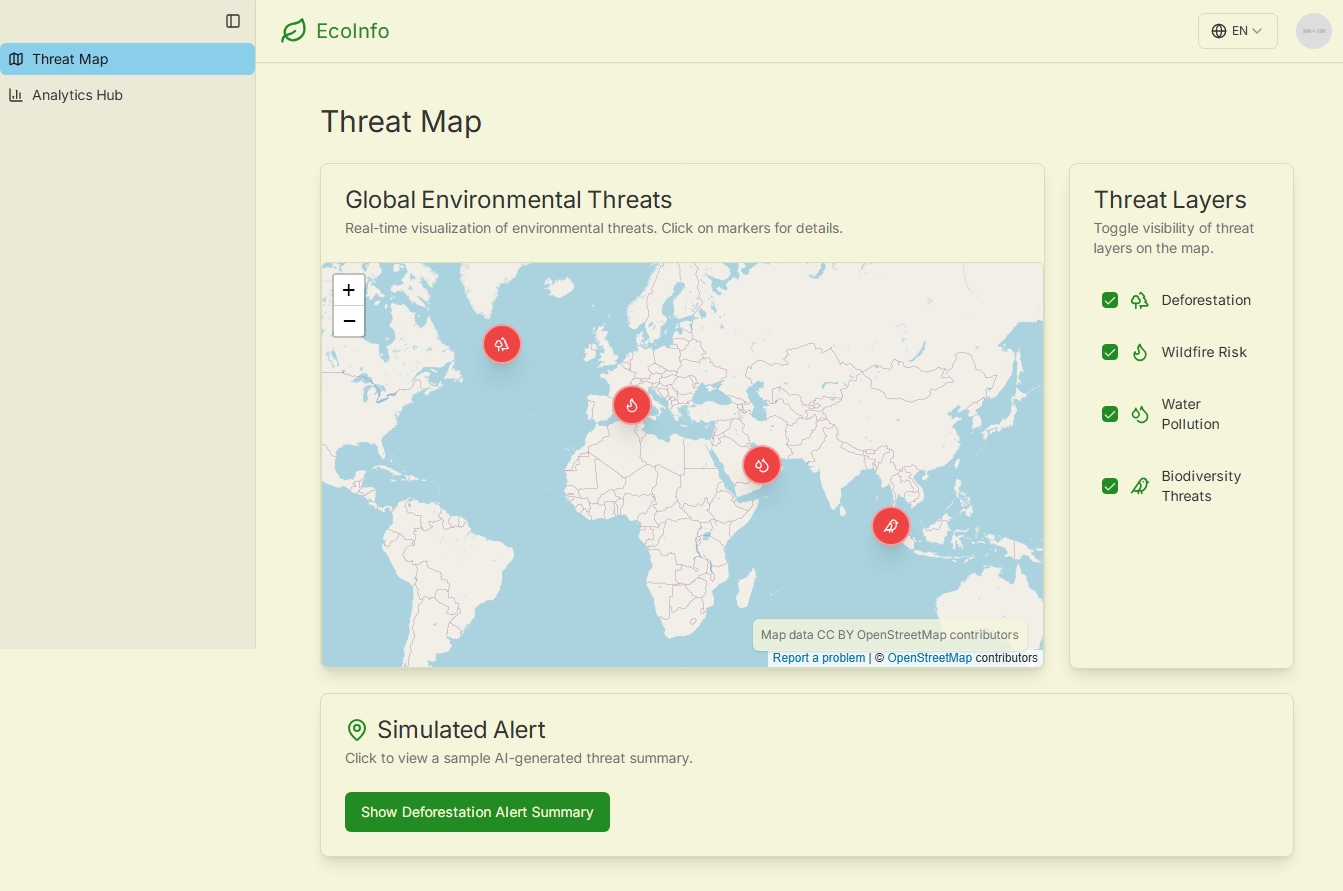 EcoInfo
EN
Threat Map
Analytics Hub
Threat Map
Global Environmental Threats
Real-time visualization of environmental threats. Click on markers for details.
+
−
Map data CC BY OpenStreetMap contributors
Report a problem | © OpenStreetMap contributors
Threat Layers
Toggle visibility of threat
layers on the map.
Deforestation
Wildfire Risk
Water
Pollution
Biodiversity
Threats
Simulated Alert
Click to view a sample AI-generated threat summary.
Show Deforestation Alert Summary